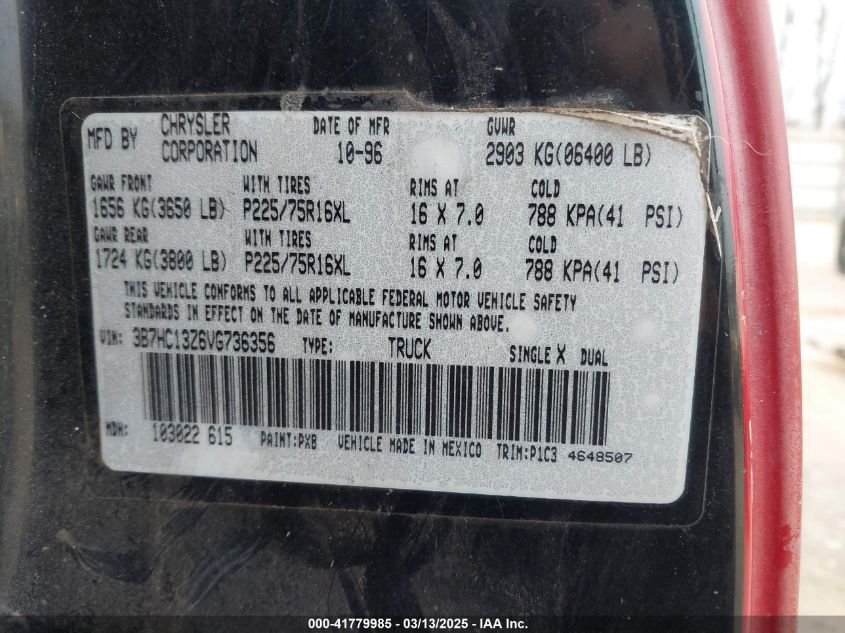 MFD BY CHRYSLER CORPORATION DATE OF MFR 10-96 GVWR 2903 KG(06400 LB)
GAWR FRONT WITH TIRES RIMS AT COLD
1656 KG(3650 LB) P225/75R16XL 16 X 7.0 788 KPA(41 PSI)
GAWR REAR WITH TIRES RIMS AT COLD
1724 KG(3800 LB) P225/75R16XL 16 X 7.0 788 KPA(41 PSI)
THIS VEHICLE CONFORMS TO ALL APPLICABLE FEDERAL MOTOR VEHICLE SAFETY
STANDARDS IN EFFECT ON THE DATE OF MANUFACTURE SHOWN ABOVE.
VIN: 3B7HC13Z6VG736356 TYPE: TRUCK SINGLE X DUAL
MDH: 103022 615 PAINT:PXB VEHICLE MADE IN MEXICO TRIM:P1C3 4648507
000-41779985 - 03/13/2025 - IAA Inc.